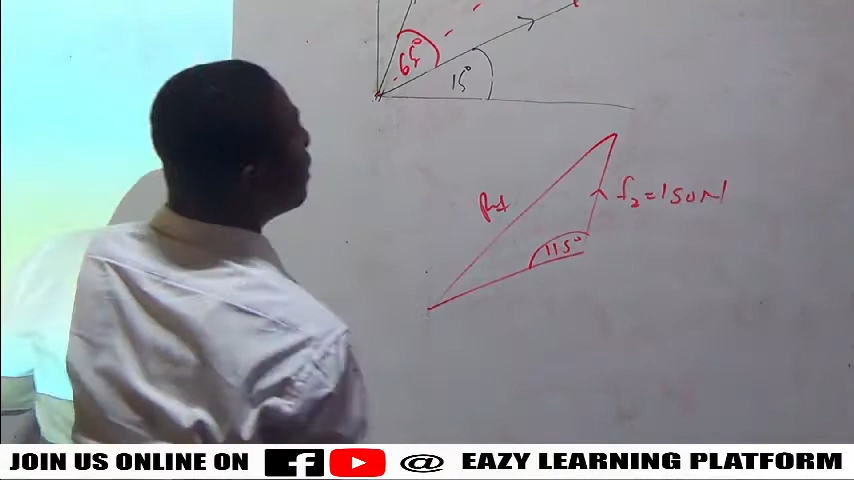 65°
15°
F₂=150N
115°
JOIN US ONLINE ON f @ EAZY LEARNING PLATFORM